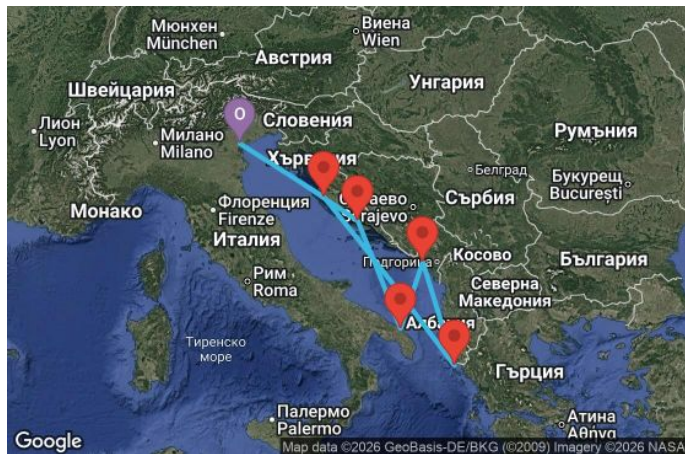 Мюнхен
München
Виена
Wien
Австрия
Унгария
Швейцария
Словения
Лион
Lyon
Милано
Milano
O
Румъния
Хърватия
Белград
Букурещ
București
Монако
Флоренция
Firenze
Сараево
Sarajevo
Сърбия
Италия
Подгорица
Косово
България
Рим
Roma
Северна
Македония
Албания
Тиренско
море
Гърция
Палермо
Palermo
Атина
Αθήνα
Google
Map data ©2026 GeoBasis-DE/BKG (©2009) Imagery ©2026 NASA